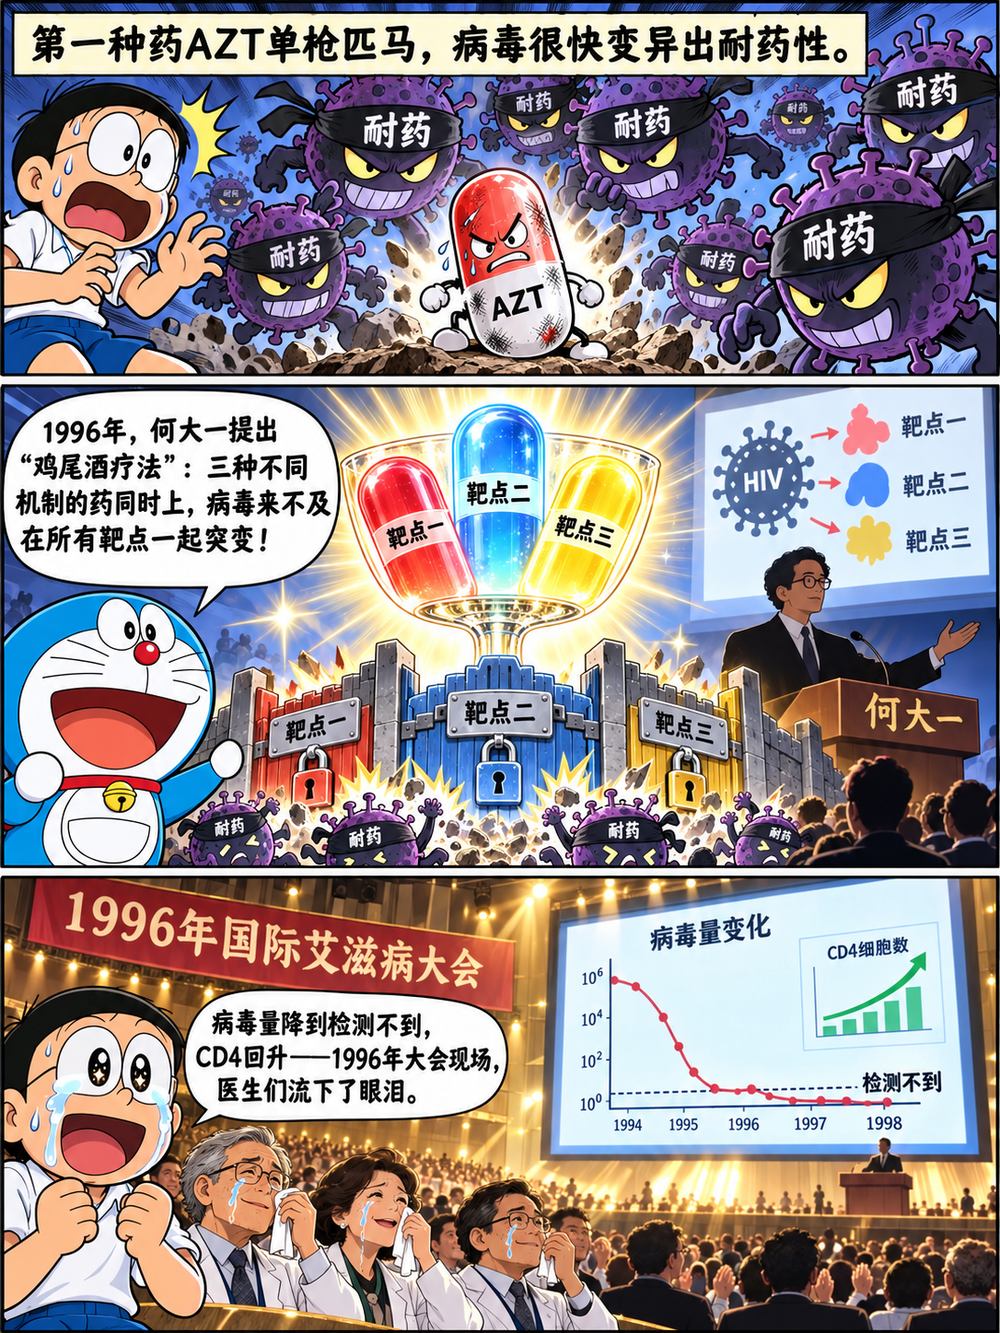 第一种药AZT单枪匹马，病毒很快变异出耐药性。
耐药
耐药
耐药
耐药
耐药
耐药
耐药
耐药
AZT
1996年，何大一提出
“鸡尾酒疗法”：三种不同
机制的药同时上，病毒来不及
在所有靶点一起突变！
靶点一
靶点二
靶点三
HIV
靶点一
靶点二
靶点三
何大一
靶点一
靶点二
靶点三
耐药
耐药
耐药
耐药
1996年国际艾滋病大会
病毒量降到检测不到，
CD4回升——1996年大会现场，
医生们流下了眼泪。
病毒量变化
CD4细胞数
10⁶
10⁴
10²
10⁰
检测不到
1994 1995 1996 1997 1998